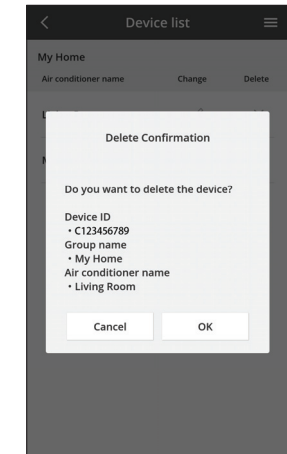 Device list
My Home
Air conditioner name Change Delete
Delete Confirmation
Do you want to delete the device?
Device ID
・C123456789
Group name
・My Home
Air conditioner name
・Living Room
Cancel OK